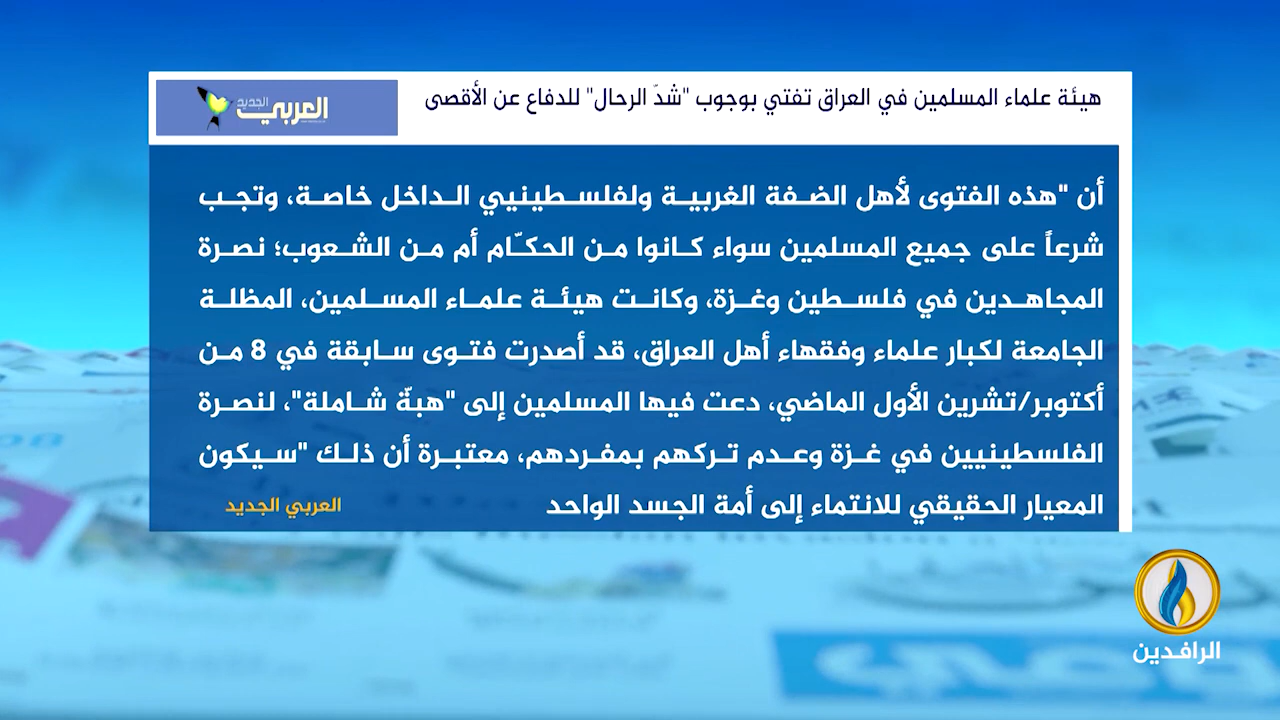 هيئة علماء المسلمين في العراق تفتي بوجوب "شدّ الرحال" للدفاع عن الأقصى
العربي الجديد
أن "هذه الفتوى لأهل الضفة الغربية ولفلسطينيي الداخل خاصة، وتجب
شرعاً على جميع المسلمين سواء كانوا من الحكّام أم من الشعوب؛ نصرة
المجاهدين في فلسطين وغزة، وكانت هيئة علماء المسلمين، المظلة
الجامعة لكبار علماء وفقهاء أهل العراق، قد أصدرت فتوى سابقة في 8 من
أكتوبر/تشرين الأول الماضي، دعت فيها المسلمين إلى "هبّة شاملة"، لنصرة
الفلسطينيين في غزة وعدم تركهم بمفردهم، معتبرة أن ذلك "سيكون
المعيار الحقيقي للانتماء إلى أمة الجسد الواحد
العربي الجديد
الرافدين